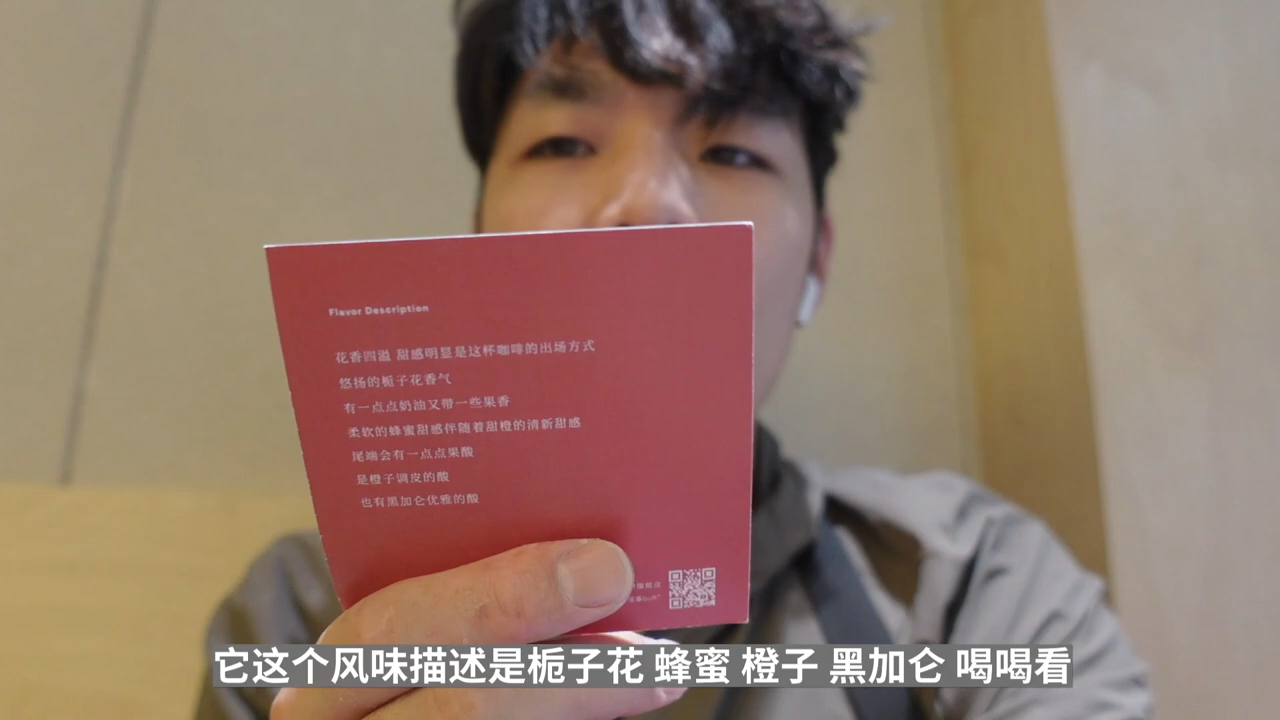 Flavor Description
花香四溢 甜感明显是这杯咖啡的出场方式
悠扬的栀子花香气
有一点点奶油又带一些果香
柔软的蜂蜜甜感伴随着甜橙的清新甜感
尾端会有一点点果酸
是橙子调皮的酸
也有黑加仑优雅的酸
它这个风味描述是栀子花 蜂蜜 橙子 黑加仑 喝喝看